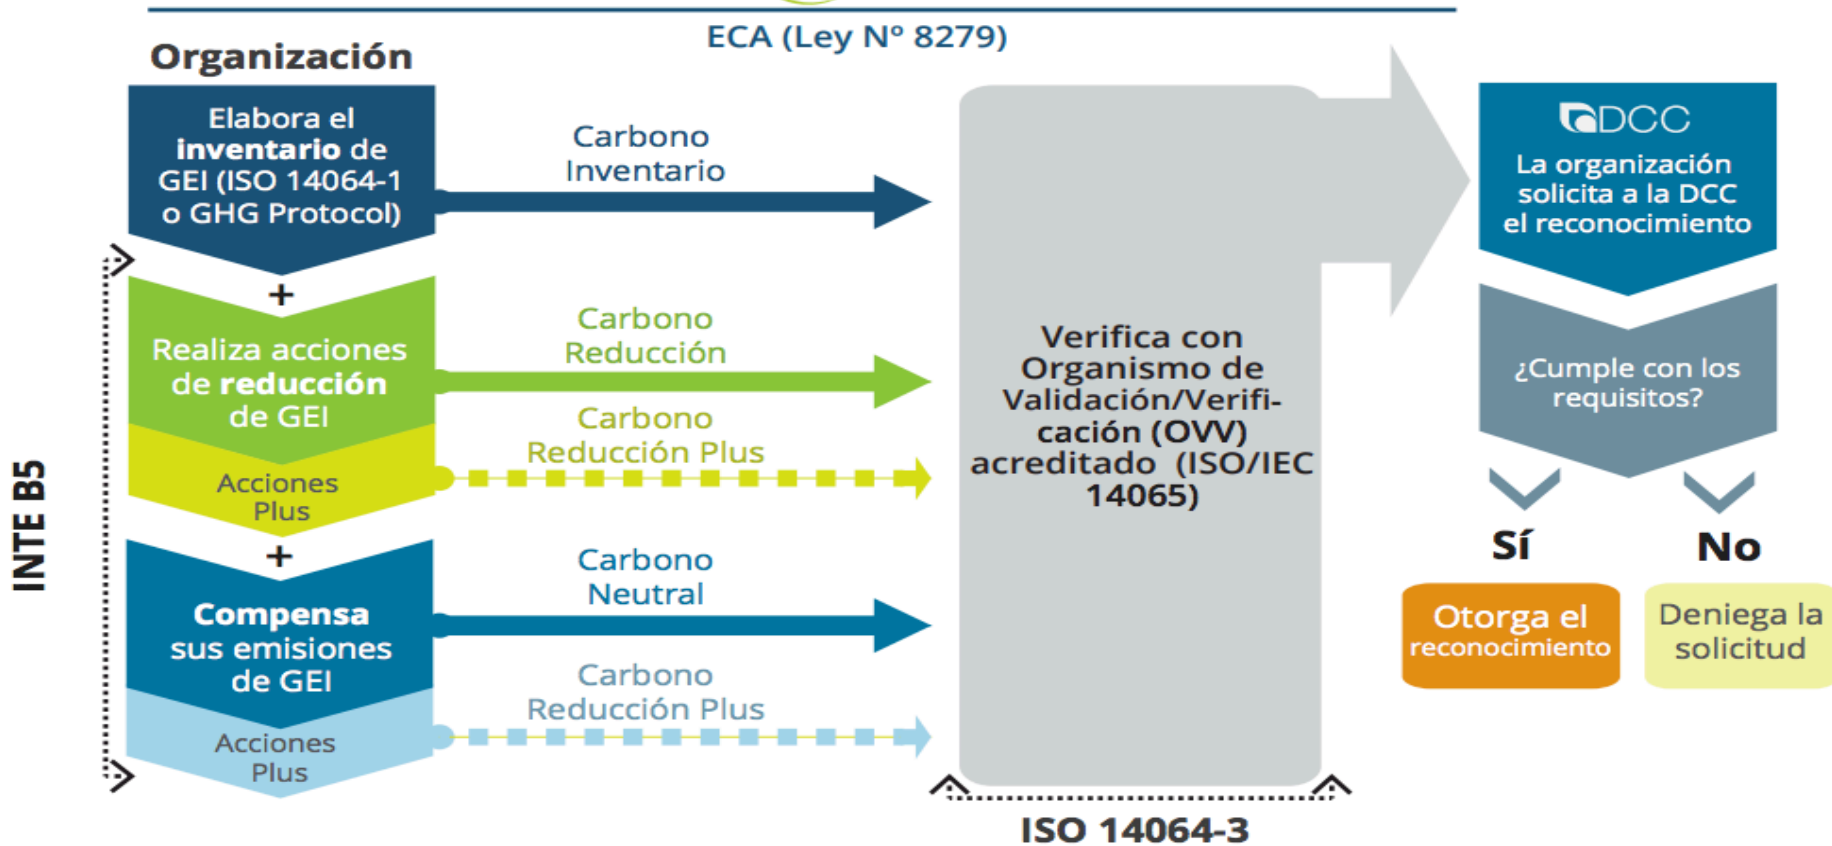 ECA (Ley Nº 8279)
Organización
Elabora el
inventario de
GEI (ISO 14064-1
o GHG Protocol)
+
Realiza acciones
de reducción
de GEI
Acciones
Plus
+
Compensa
sus emisiones
de GEI
Acciones
Plus
INTE B5
Carbono
Inventario
Carbono
Reducción
Carbono
Reducción Plus
Carbono
Neutral
Carbono
Reducción Plus
Verifica con
Organismo de
Validación/Verifi-
cación (OVV)
acreditado (ISO/IEC
14065)
ISO 14064-3
DCC
La organización
solicita a la DCC
el reconocimiento
¿Cumple con los
requisitos?
Sí
No
Otorga el
reconocimiento
Deniega la
solicitud